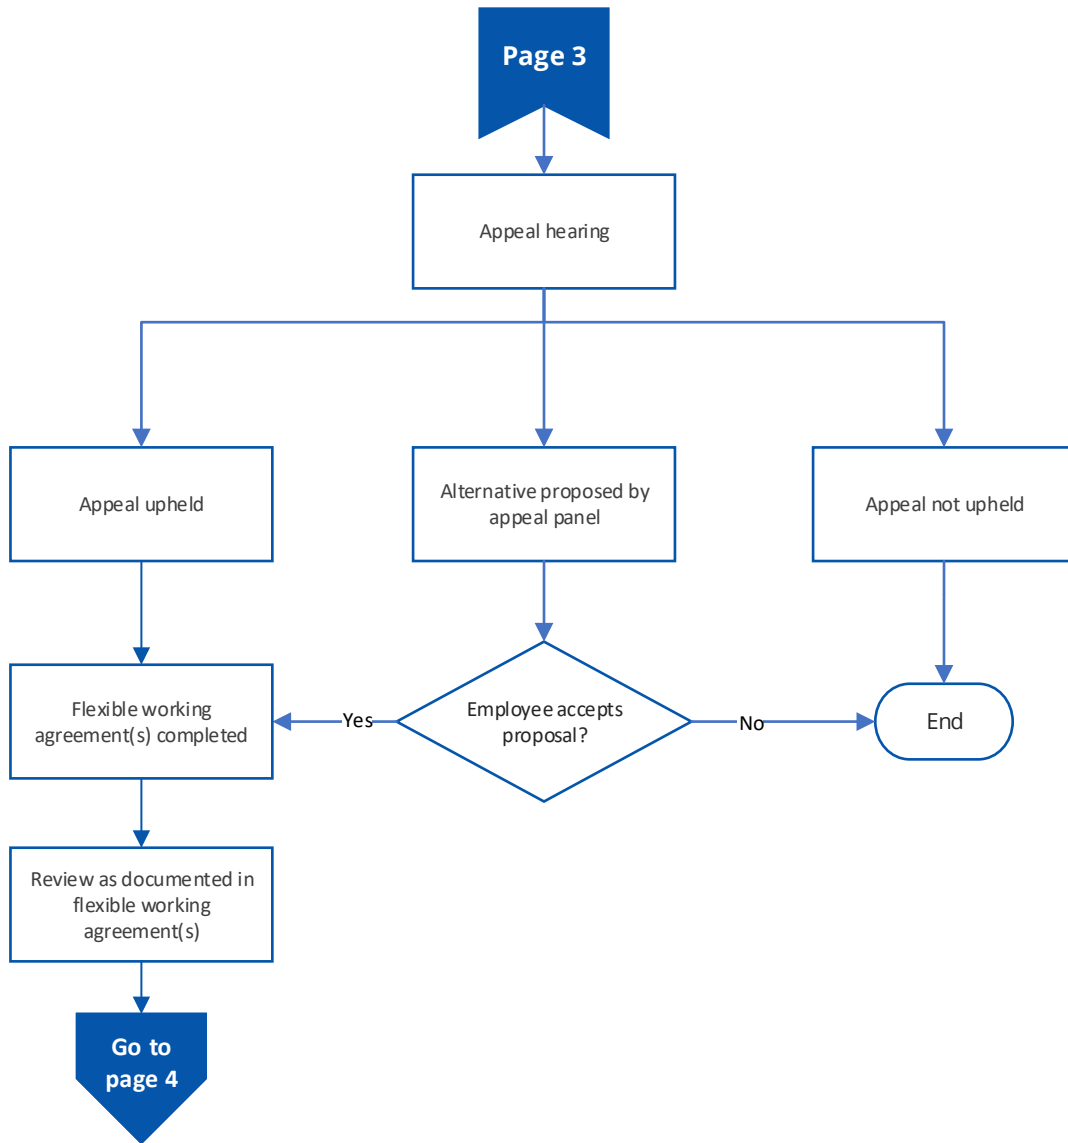 Page 3
Appeal hearing
Appeal upheld
Alternative proposed by
appeal panel
Appeal not upheld
Flexible working
agreement(s) completed
Yes
Employee accepts
proposal?
No
End
Review as documented in
flexible working
agreement(s)
Go to
page 4